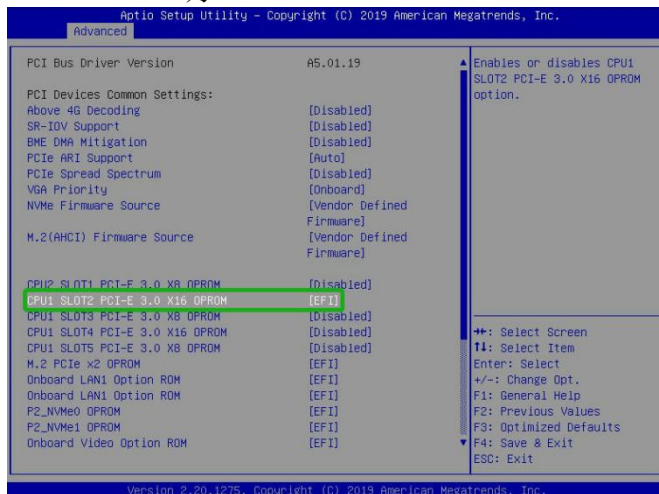 Aptio Setup Utility – Copyright (C) 2019 American Megatrends, Inc.
Advanced
PCI Bus Driver Version A5.01.19
PCI Devices Common Settings:
Above 4G Decoding [Disabled]
SR-IOV Support [Disabled]
BME DMA Mitigation [Disabled]
PCIe ARI Support [Auto]
PCIe Spread Spectrum [Disabled]
VGA Priority [Onboard]
NVMe Firmware Source [Vendor Defined
Firmware]
M.2(AHCI) Firmware Source [Vendor Defined
Firmware]
CPU2 SLOT1 PCI-E 3.0 X8 OPROM [Disabled]
CPU1 SLOT2 PCI-E 3.0 X16 OPROM [EFI]
CPU1 SLOT3 PCI-E 3.0 X8 OPROM [Disabled]
CPU1 SLOT4 PCI-E 3.0 X16 OPROM [Disabled]
CPU1 SLOT5 PCI-E 3.0 X8 OPROM [Disabled]
M.2 PCIe x2 OPROM [EFI]
Onboard LAN1 Option ROM [EFI]
Onboard LAN1 Option ROM [EFI]
P2_NVMe0 OPROM [EFI]
P2_NVMe1 OPROM [EFI]
Onboard Video Option ROM [EFI]
Enables or disables CPU1
SLOT2 PCI-E 3.0 X16 OPROM
option.
→←: Select Screen
↑↓: Select Item
Enter: Select
+/-: Change Opt.
F1: General Help
F2: Previous Values
F3: Optimized Defaults
F4: Save & Exit
ESC: Exit
Version 2.20.1275. Copyright (C) 2019 American Megatrends, Inc.